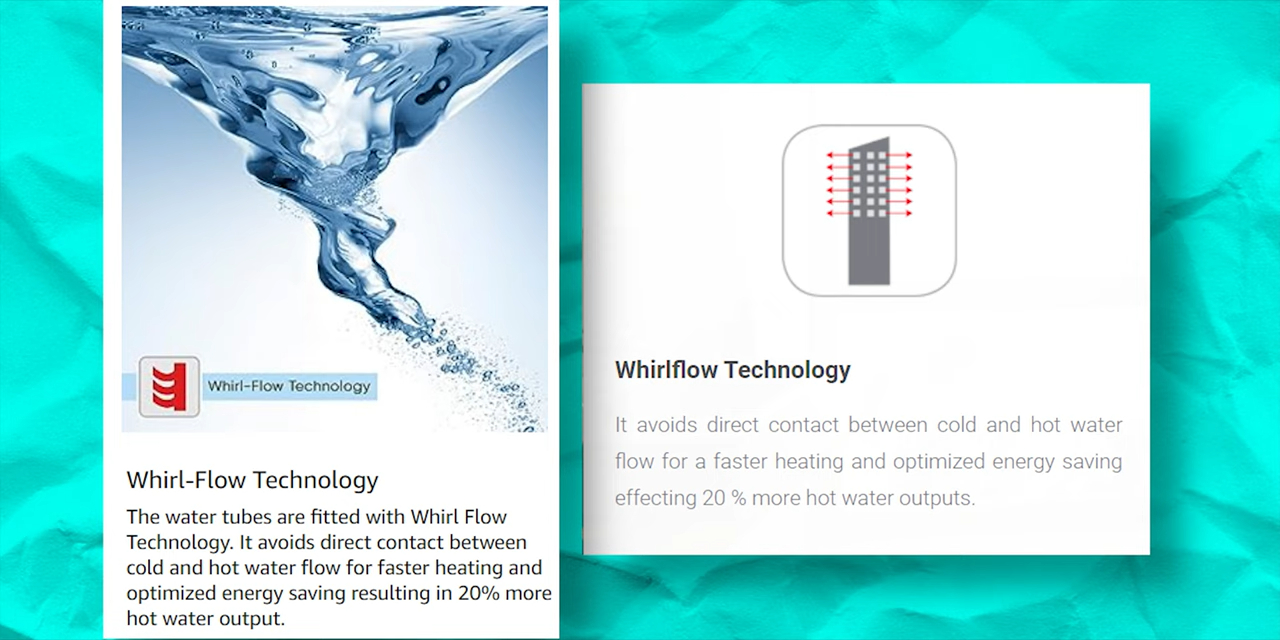 Whirl-Flow Technology
Whirl-Flow Technology
The water tubes are fitted with Whirl Flow
Technology. It avoids direct contact between
cold and hot water flow for faster heating and
optimized energy saving resulting in 20% more
hot water output.
Whirlflow Technology
It avoids direct contact between cold and hot water
flow for a faster heating and optimized energy saving
effecting 20 % more hot water outputs.